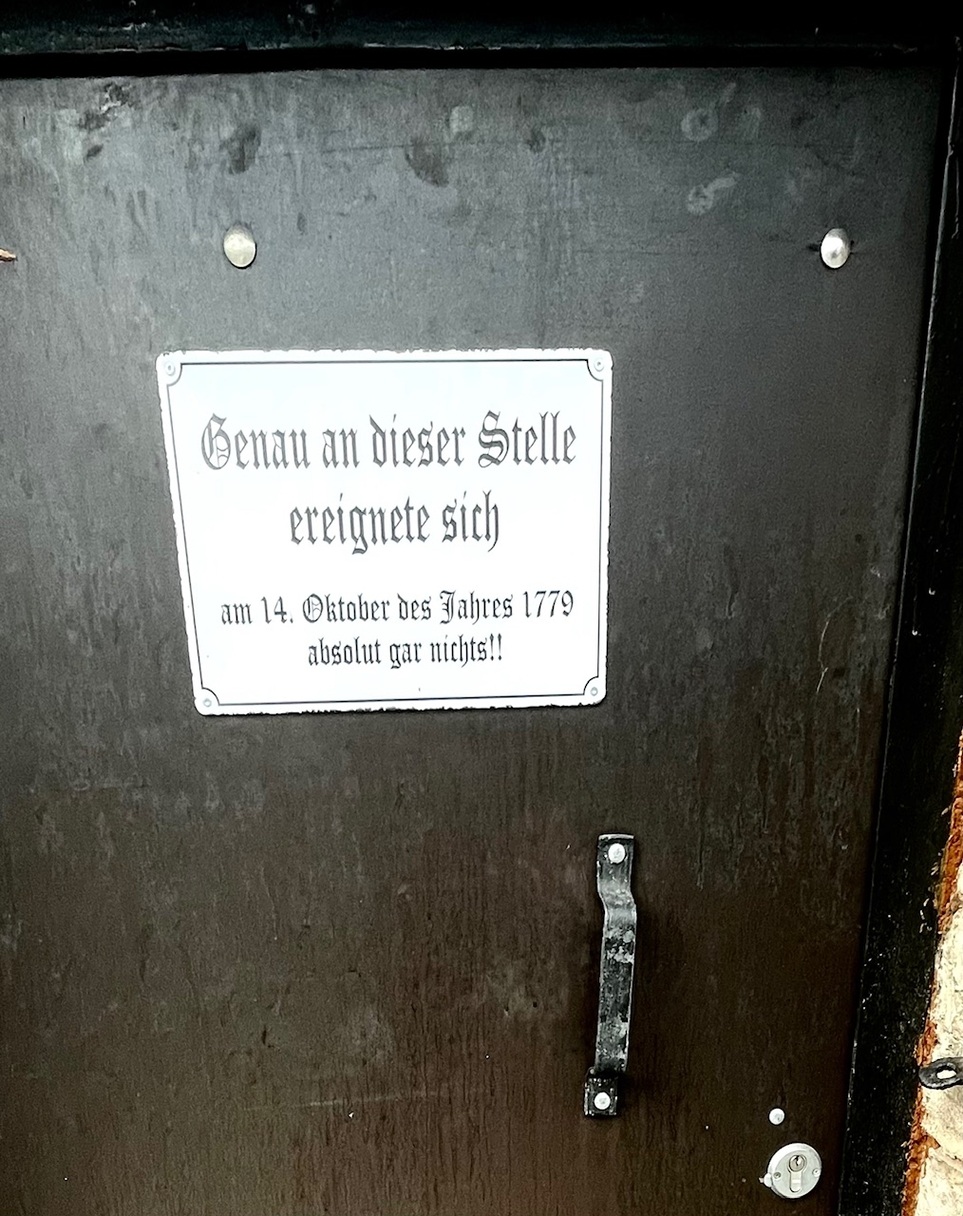 Genau an dieser Stelle
ereignete sich
am 14. Oktober des Jahres 1779
absolut gar nichts!!